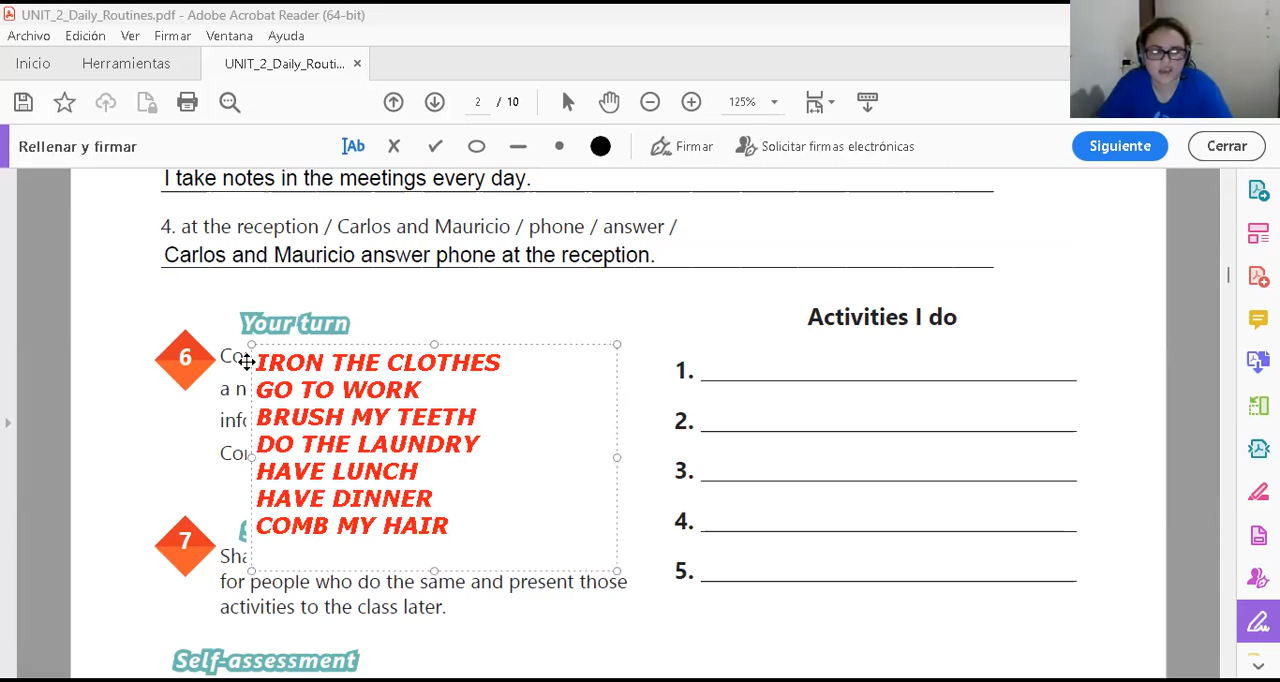 UNIT_2_Daily_Routines.pdf - Adobe Acrobat Reader (64-bit)
Archivo Edición Ver Firmar Ventana Ayuda
Inicio Herramientas UNIT_2_Daily_Routi... ×
2 / 10 125%
Rellenar y firmar Ab Firmar Solicitar firmas electrónicas Siguiente Cerrar
I take notes in the meetings every day.
4. at the reception / Carlos and Mauricio / phone / answer /
Carlos and Mauricio answer phone at the reception.
Your turn
6
IRON THE CLOTHES
GO TO WORK
a n
BRUSH MY TEETH
info
DO THE LAUNDRY
HAVE LUNCH
HAVE DINNER
COMB MY HAIR
7
for people who do the same and present those
activities to the class later.
Activities I do
1.
2.
3.
4.
5.
Self-assessment